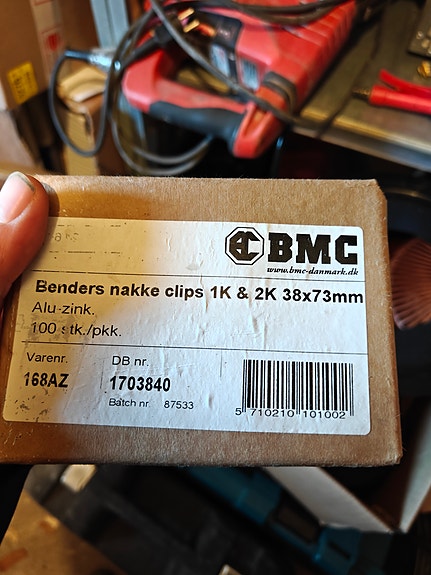 BMC
www.bmc-danmark.dk
Benders nakke clips 1K & 2K 38x73mm
Alu-zink.
100 stk./pkk.
Varenr. DB nr.
168AZ 1703840
Batch nr. 87533
5 710210 101002